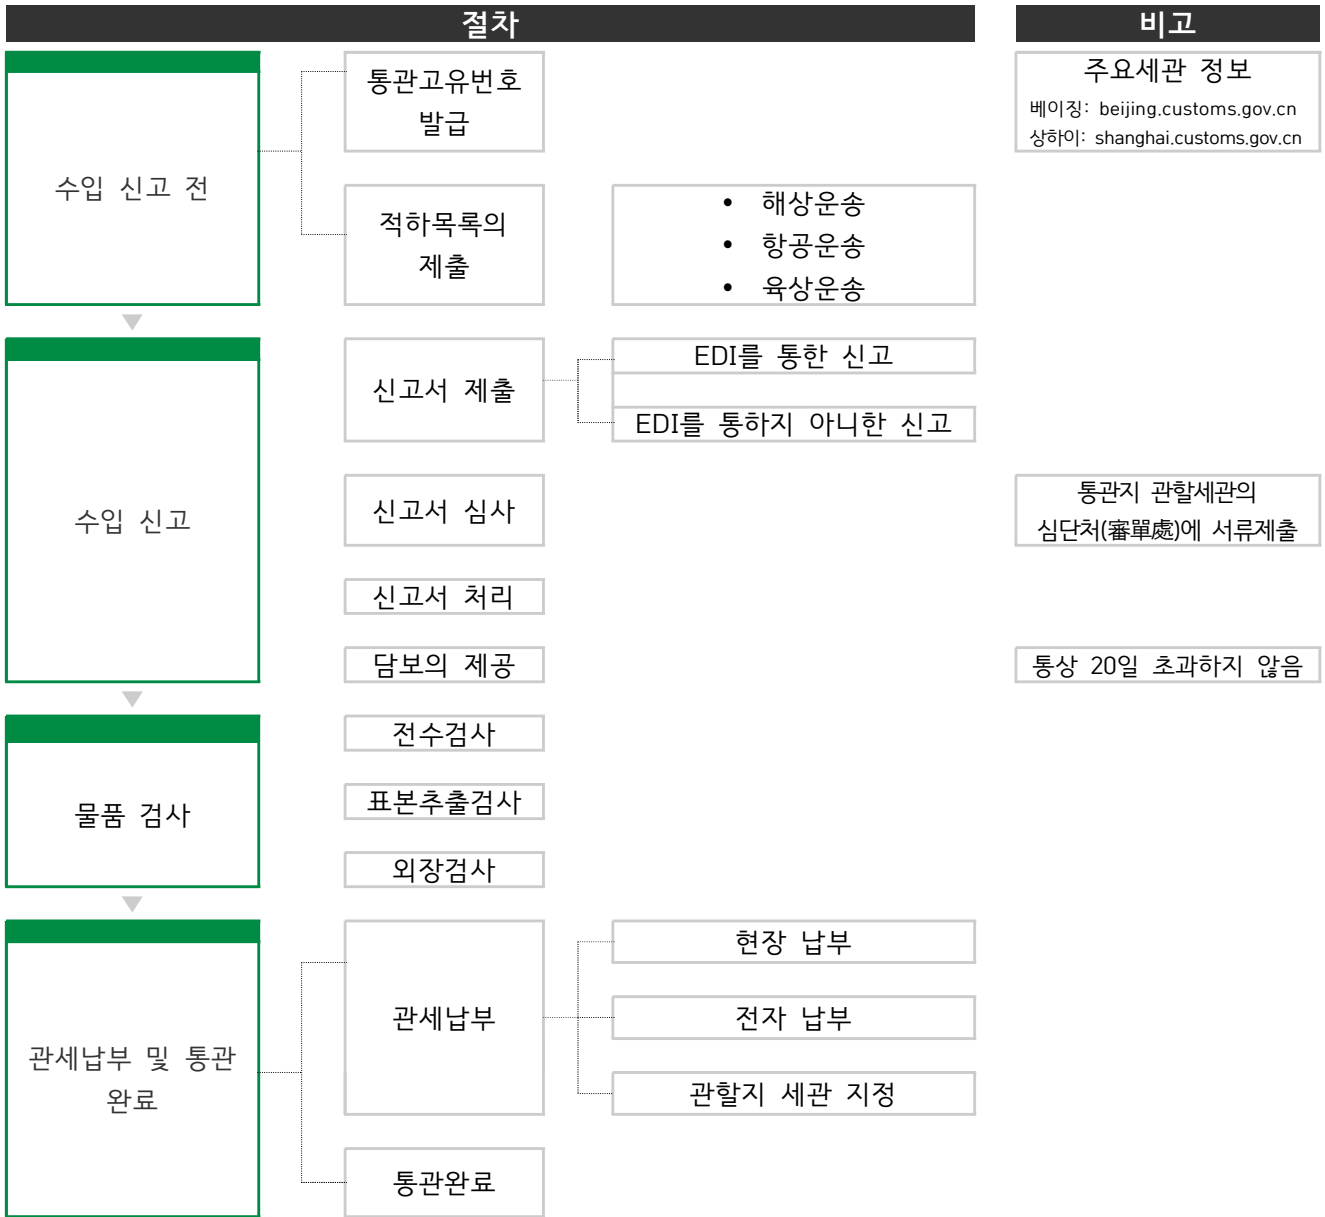 절차
비고
수입 신고 전
통관고유번호
발급
주요세관 정보
베이징: beijing.customs.gov.cn
상하이: shanghai.customs.gov.cn
적하목록의
제출
• 해상운송
• 항공운송
• 육상운송
수입 신고
신고서 제출
EDI를 통한 신고
EDI를 통하지 아니한 신고
신고서 심사
통관지 관할세관의
심단처(審單處)에 서류제출
신고서 처리
담보의 제공
통상 20일 초과하지 않음
물품 검사
전수검사
표본추출검사
외장검사
관세납부 및 통관
완료
관세납부
현장 납부
전자 납부
관할지 세관 지정
통관완료